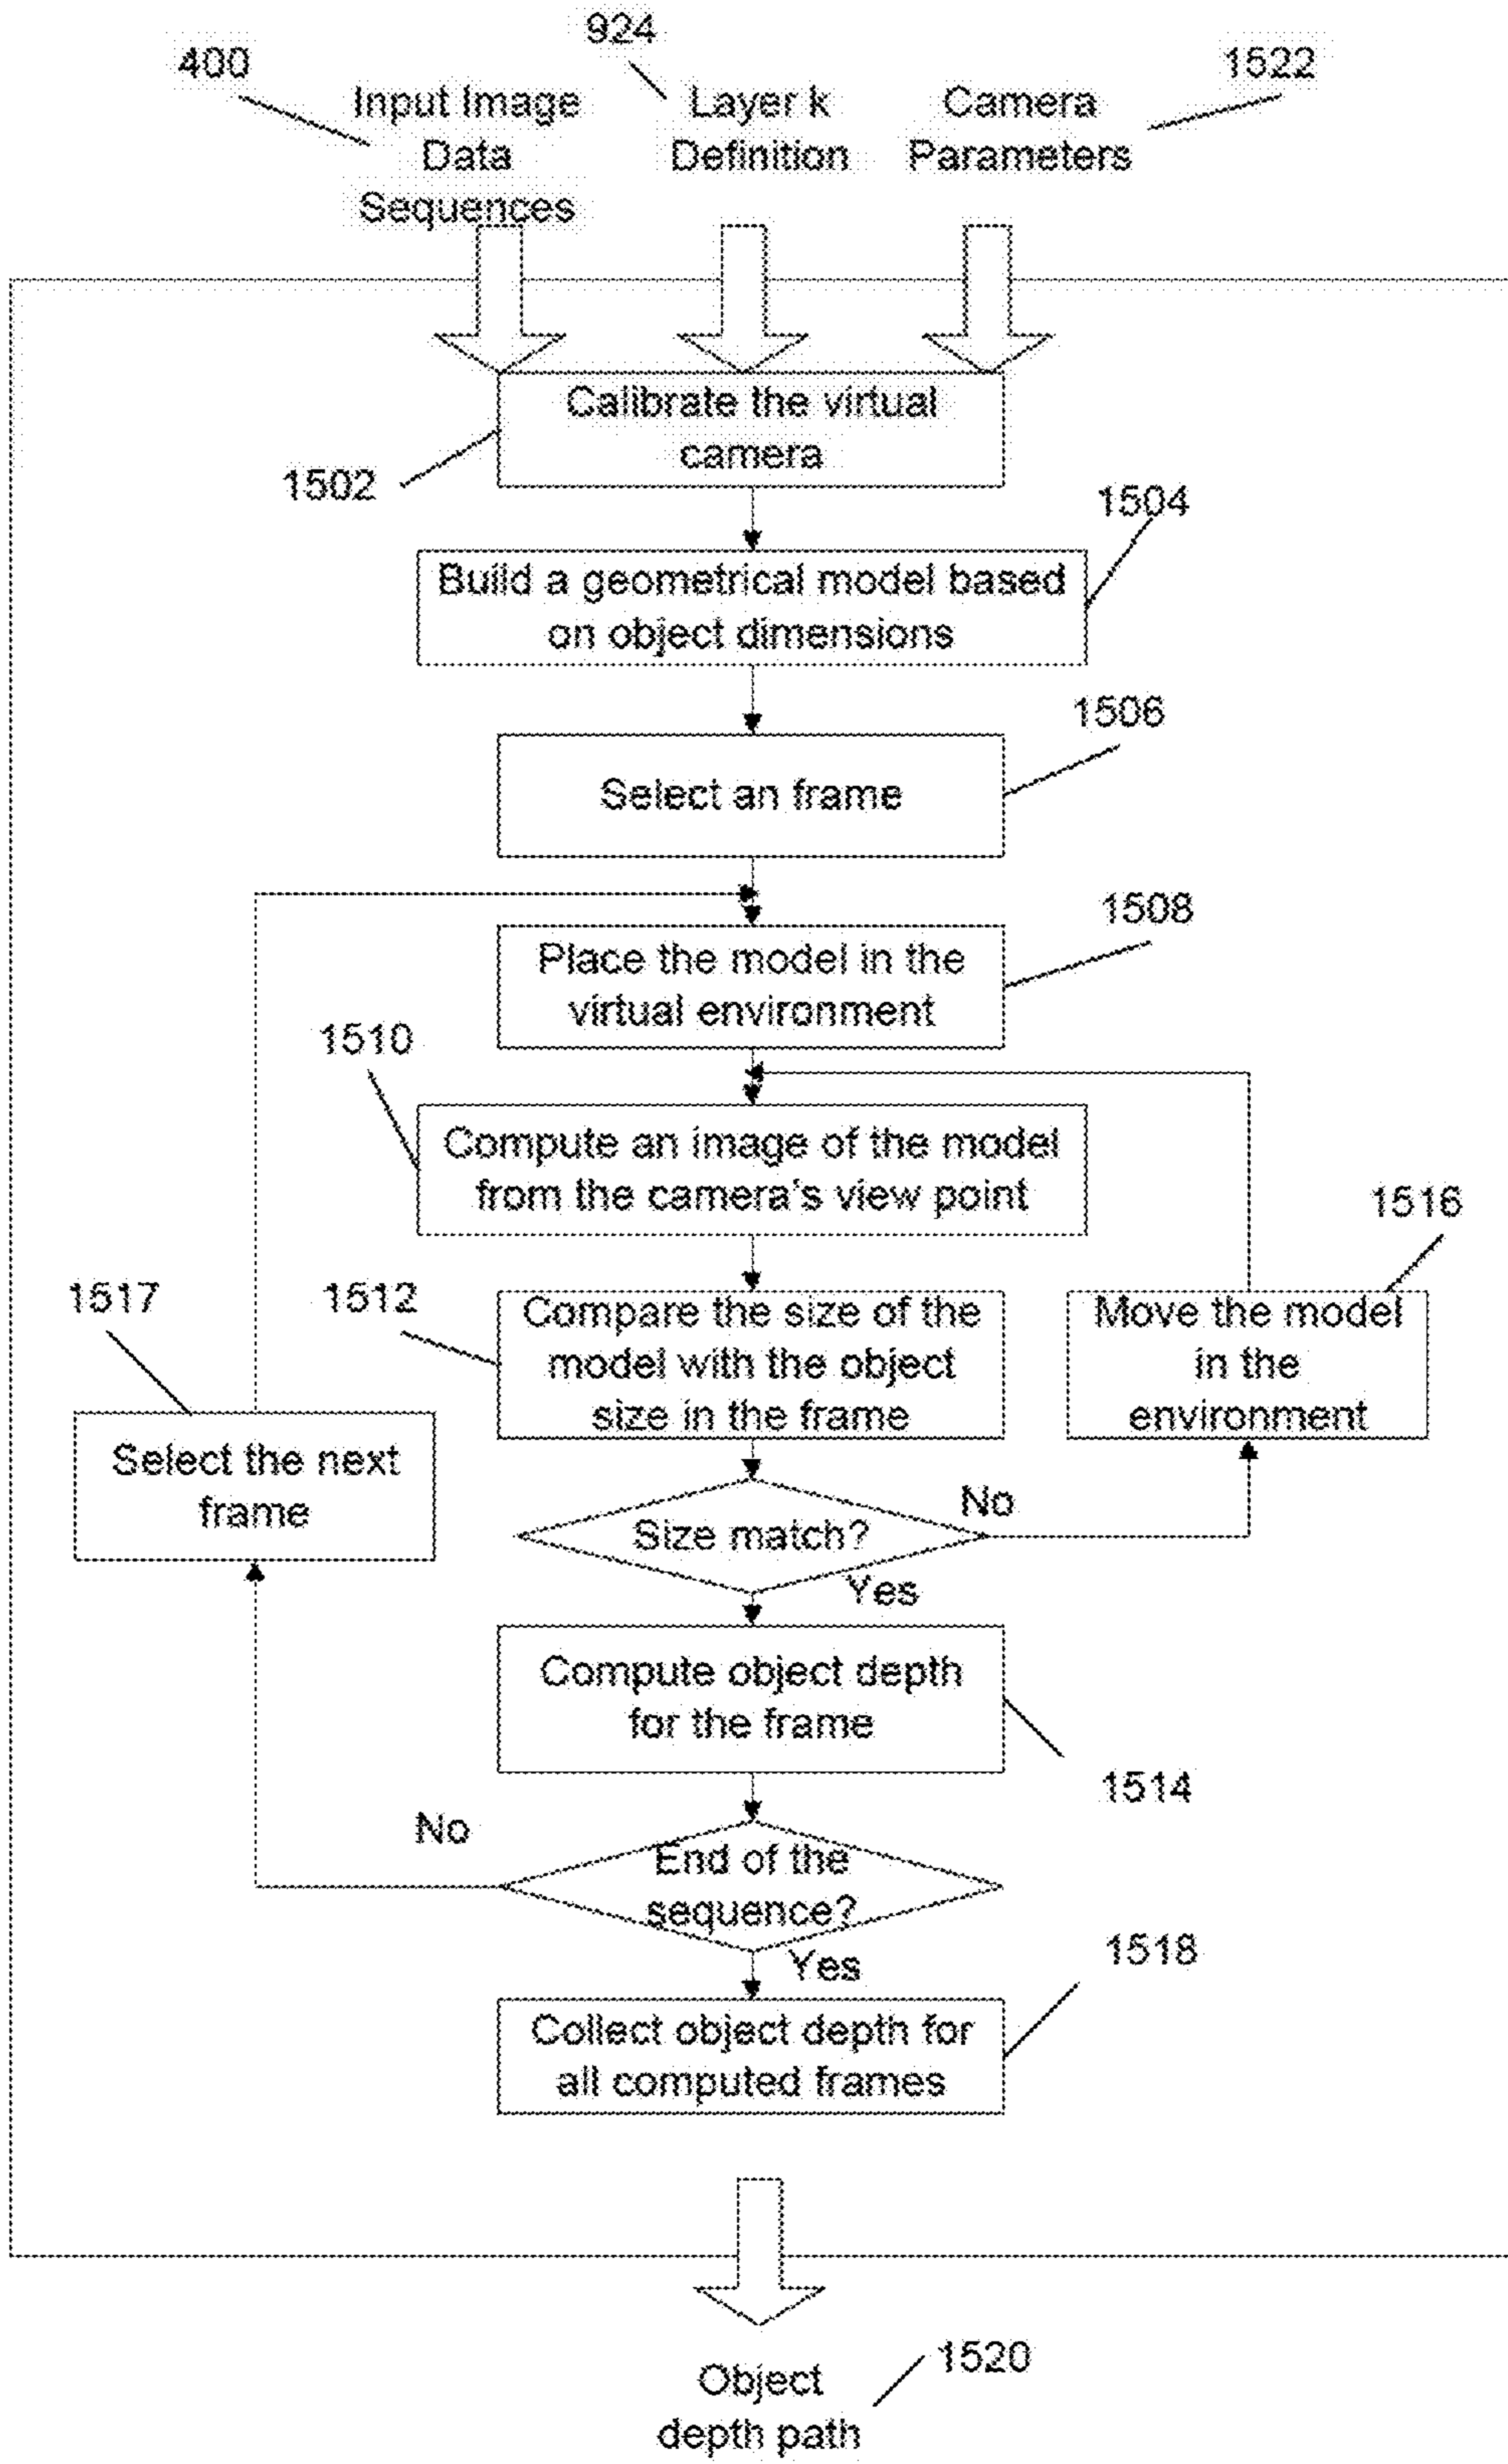 924
400
1522
Input Image
Data
Sequences
Layer k
Definition
Camera
Parameters
Calibrate the virtual
camera
1502
1504
Build a geometrical model based
on object dimensions
1506
Select an frame
1508
Place the model in the
virtual environment
1510
Compute an image of the model
from the camera's view point
1516
1517
1512
Compare the size of the
model with the object
size in the frame
Move the model
in the
environment
Select the next
frame
No
Size match?
Yes
Compute object depth
for the frame
1514
No
End of the
sequence?
Yes
1518
Collect object depth for
all computed frames
1520
Object
depth path